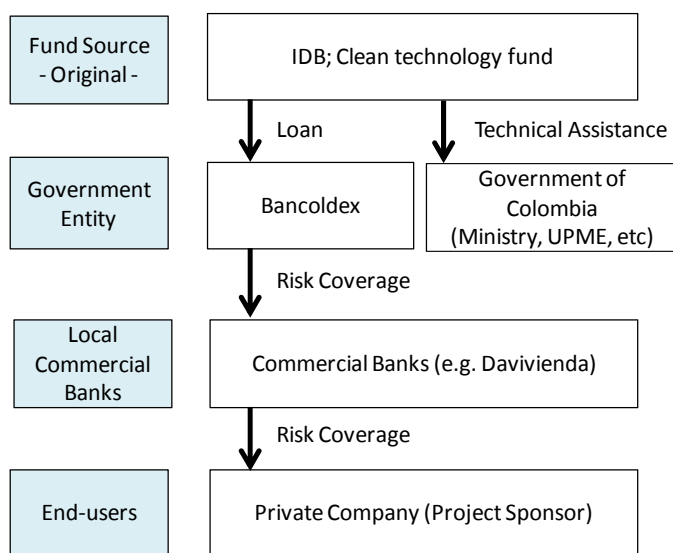 Fund Source
- Original -
IDB; Clean technology fund
Loan
Technical Assistance
Government
Entity
Bancoldex
Government of
Colombia
(Ministry, UPME, etc)
Risk Coverage
Local
Commercial
Banks
Commercial Banks (e.g. Davivienda)
Risk Coverage
End-users
Private Company (Project Sponsor)